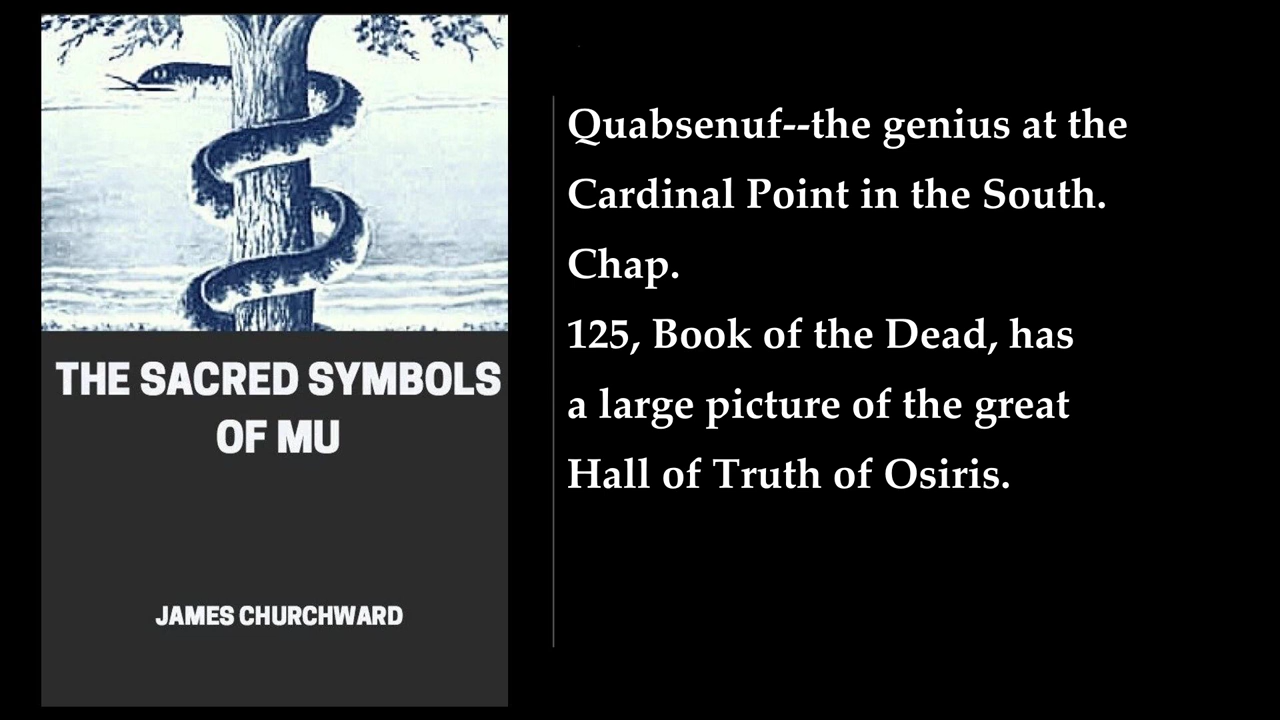 THE SACRED SYMBOLS
OF MU
JAMES CHURCHWARD
Quabsenuf--the genius at the
Cardinal Point in the South.
Chap.
125, Book of the Dead, has
a large picture of the great
Hall of Truth of Osiris.